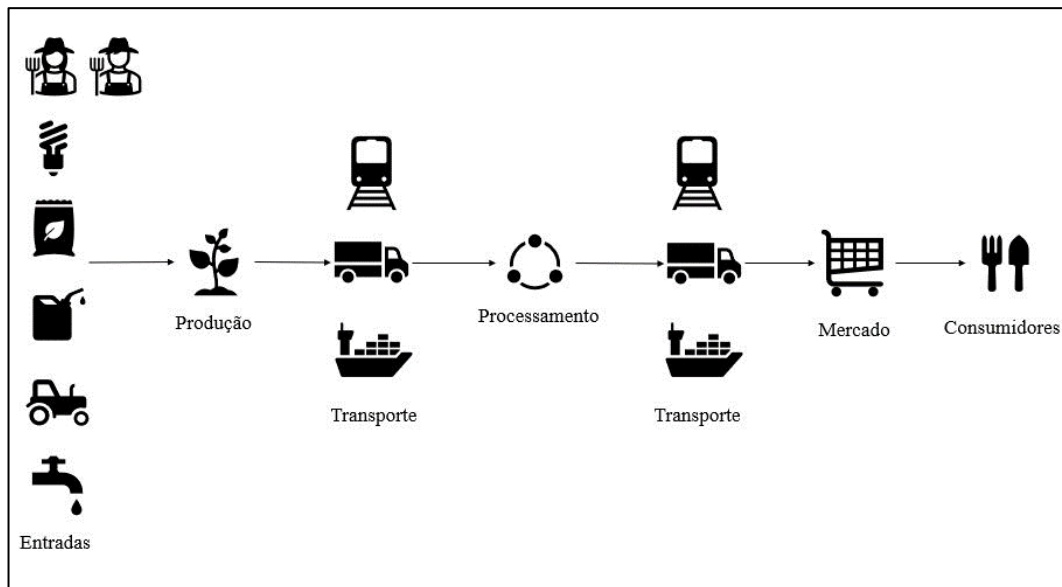 Entradas
Produção
Transporte
Processamento
Transporte
Mercado
Consumidores